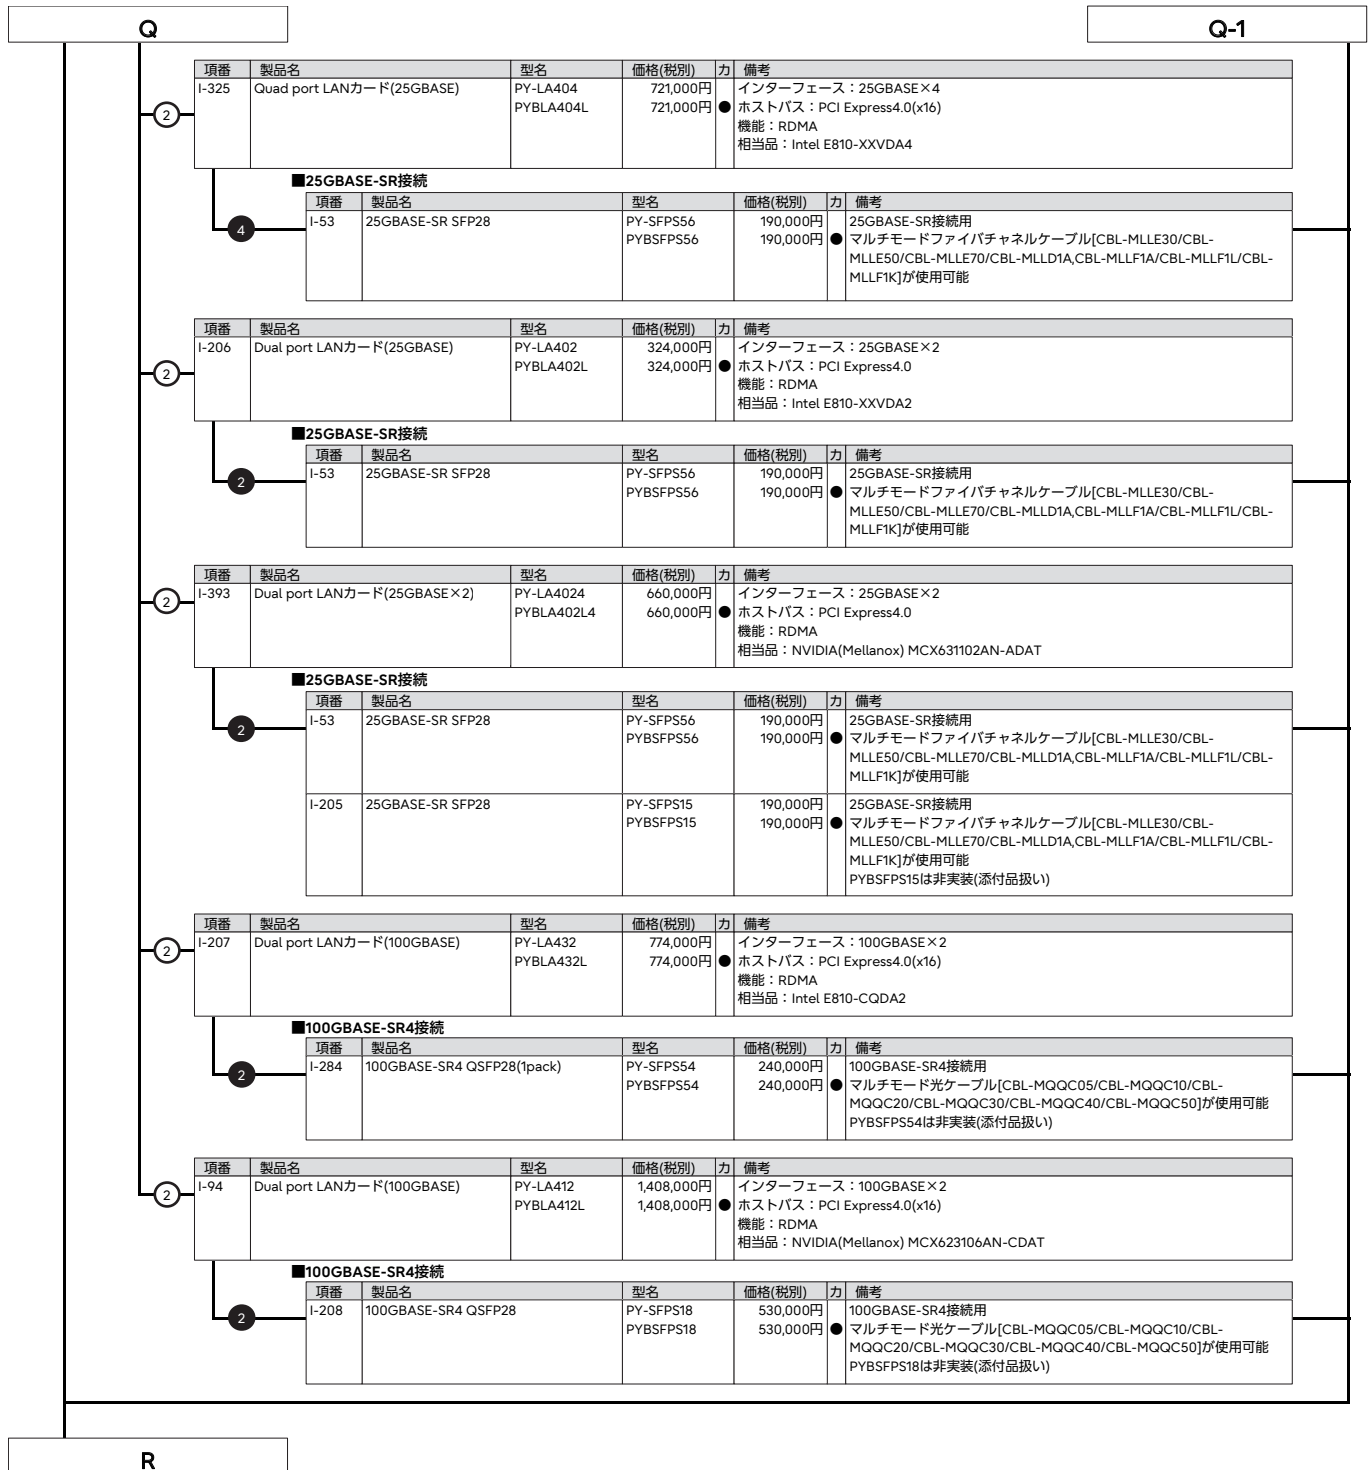 Q
Q-1
項番 製品名 型名 価格(税別) カ 備考
I-325 Quad port LANカード(25GBASE) PY-LA404 721,000円 インターフェース：25GBASE×4
PYBLA404L 721,000円 ● ホストバス：PCI Express4.0(x16)
2
機能：RDMA
相当品：Intel E810-XXVDA4
■25GBASE-SR接続
項番 製品名 型名 価格(税別) カ 備考
I-53 25GBASE-SR SFP28 PY-SFPS56 190,000円 25GBASE-SR接続用
4
PYBSFPS56 190,000円 ● マルチモードファイバチャネルケーブル[CBL-MLLE30/CBL-
MLLE50/CBL-MLLE70/CBL-MLLD1A,CBL-MLLF1A/CBL-MLLF1L/CBL-
MLLF1K]が使用可能
項番 製品名 型名 価格(税別) カ 備考
I-206 Dual port LANカード(25GBASE) PY-LA402 324,000円 インターフェース：25GBASE×2
PYBLA402L 324,000円 ● ホストバス：PCI Express4.0
2
機能：RDMA
相当品：Intel E810-XXVDA2
■25GBASE-SR接続
項番 製品名 型名 価格(税別) カ 備考
I-53 25GBASE-SR SFP28 PY-SFPS56 190,000円 25GBASE-SR接続用
2
PYBSFPS56 190,000円 ● マルチモードファイバチャネルケーブル[CBL-MLLE30/CBL-
MLLE50/CBL-MLLE70/CBL-MLLD1A,CBL-MLLF1A/CBL-MLLF1L/CBL-
MLLF1K]が使用可能
項番 製品名 型名 価格(税別) カ 備考
I-393 Dual port LANカード(25GBASE×2) PY-LA4024 660,000円 インターフェース：25GBASE×2
2
PYBLA402L4 660,000円 ● ホストバス：PCI Express4.0
機能：RDMA
相当品：NVIDIA(Mellanox) MCX631102AN-ADAT
■25GBASE-SR接続
項番 製品名 型名 価格(税別) カ 備考
I-53 25GBASE-SR SFP28 PY-SFPS56 190,000円 25GBASE-SR接続用
2
PYBSFPS56 190,000円 ● マルチモードファイバチャネルケーブル[CBL-MLLE30/CBL-
MLLE50/CBL-MLLE70/CBL-MLLD1A,CBL-MLLF1A/CBL-MLLF1L/CBL-
MLLF1K]が使用可能
I-205 25GBASE-SR SFP28 PY-SFPS15 190,000円 25GBASE-SR接続用
PYBSFPS15 190,000円 ● マルチモードファイバチャネルケーブル[CBL-MLLE30/CBL-
MLLE50/CBL-MLLE70/CBL-MLLD1A,CBL-MLLF1A/CBL-MLLF1L/CBL-
MLLF1K]が使用可能
PYBSFPS15は非実装(添付品扱い)
項番 製品名 型名 価格(税別) カ 備考
I-207 Dual port LANカード(100GBASE) PY-LA432 774,000円 インターフェース：100GBASE×2
2
PYBLA432L 774,000円 ● ホストバス：PCI Express4.0(x16)
機能：RDMA
相当品：Intel E810-CQDA2
■100GBASE-SR4接続
項番 製品名 型名 価格(税別) カ 備考
I-284 100GBASE-SR4 QSFP28(1pack) PY-SFPS54 240,000円 100GBASE-SR4接続用
2
PYBSFPS54 240,000円 ● マルチモード光ケーブル[CBL-MQQC05/CBL-MQQC10/CBL-
MQQC20/CBL-MQQC30/CBL-MQQC40/CBL-MQQC50]が使用可能
PYBSFPS54は非実装(添付品扱い)
項番 製品名 型名 価格(税別) カ 備考
I-94 Dual port LANカード(100GBASE) PY-LA412 1,408,000円 インターフェース：100GBASE×2
2
PYBLA412L 1,408,000円 ● ホストバス：PCI Express4.0(x16)
機能：RDMA
相当品：NVIDIA(Mellanox) MCX623106AN-CDAT
■100GBASE-SR4接続
項番 製品名 型名 価格(税別) カ 備考
I-208 100GBASE-SR4 QSFP28 PY-SFPS18 530,000円 100GBASE-SR4接続用
2
PYBSFPS18 530,000円 ● マルチモード光ケーブル[CBL-MQQC05/CBL-MQQC10/CBL-
MQQC20/CBL-MQQC30/CBL-MQQC40/CBL-MQQC50]が使用可能
PYBSFPS18は非実装(添付品扱い)
R